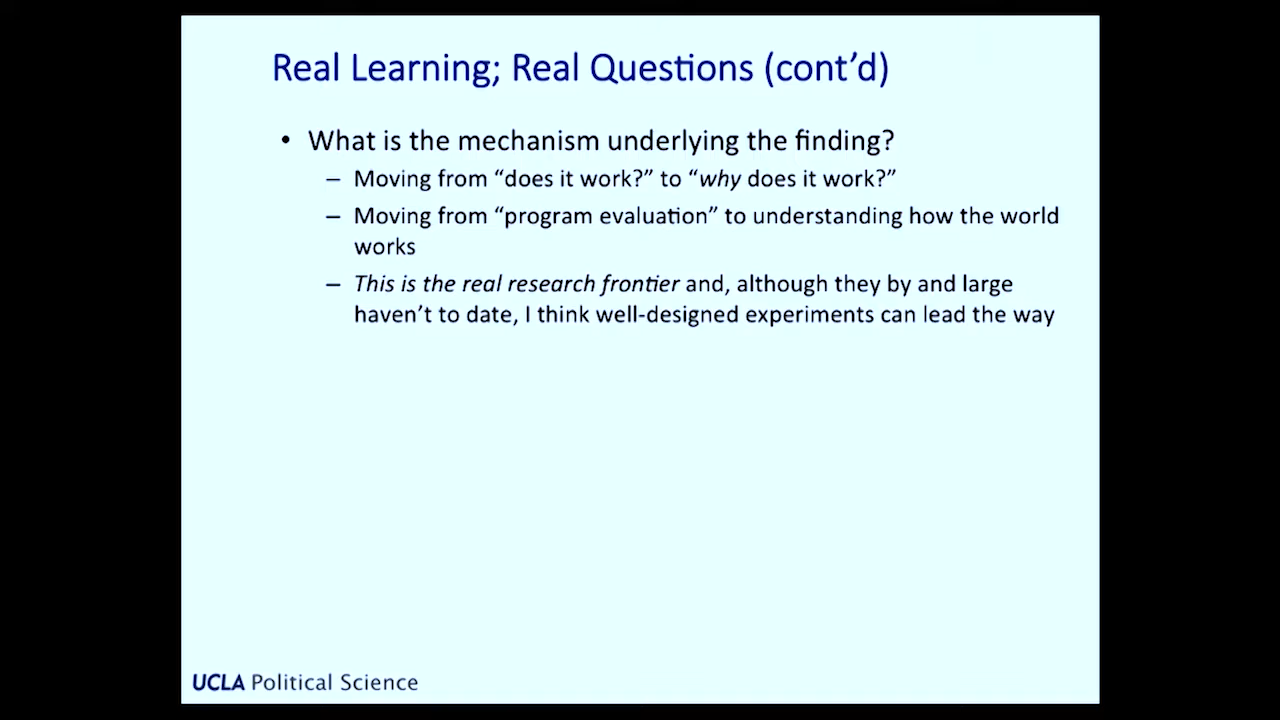 Real Learning; Real Questions (cont’d)
• What is the mechanism underlying the finding?
– Moving from “does it work?” to “why does it work?”
– Moving from “program evaluation” to understanding how the world
works
– This is the real research frontier and, although they by and large
haven’t to date, I think well-designed experiments can lead the way
UCLA Political Science